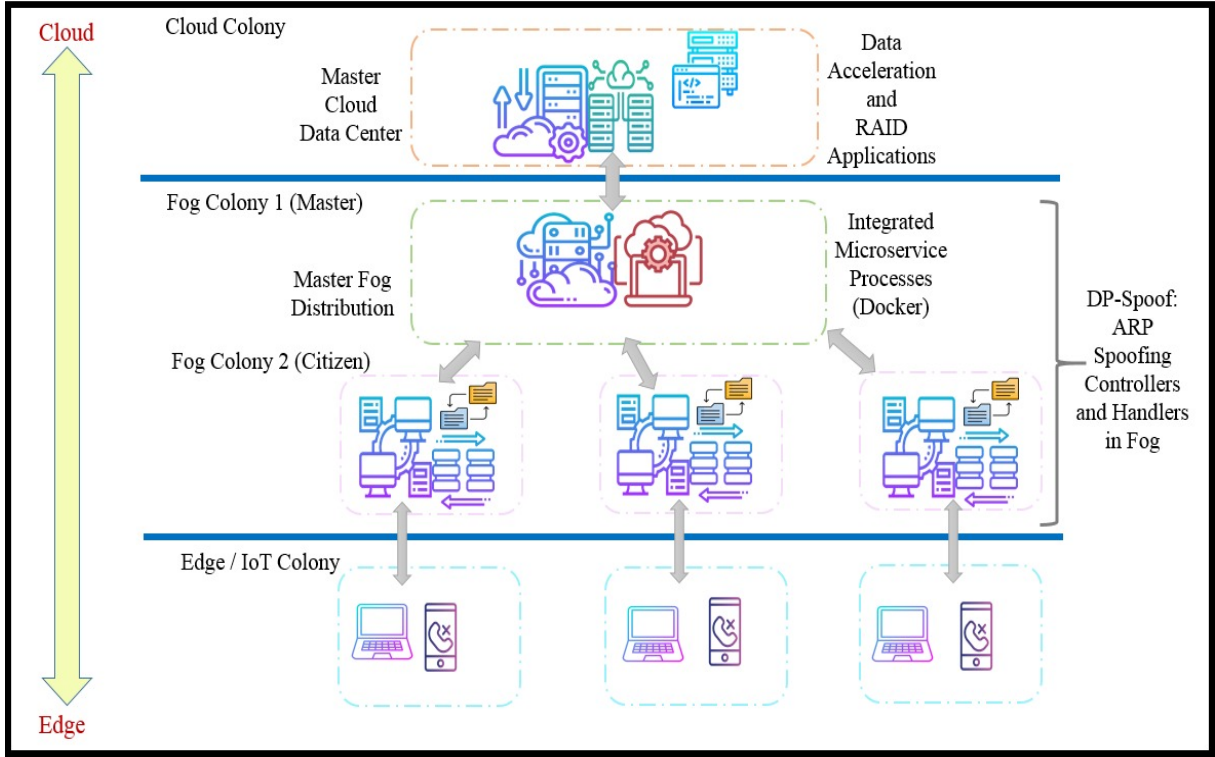 Cloud
Cloud Colony
Master
Cloud
Data Center
Data
Acceleration
and
RAID
Applications
Fog Colony 1 (Master)
Master Fog
Distribution
Integrated
Microservice
Processes
(Docker)
Fog Colony 2 (Citizen)
DP-Spoof:
ARP
Spoofing
Controllers
and Handlers
in Fog
Edge / IoT Colony
Edge